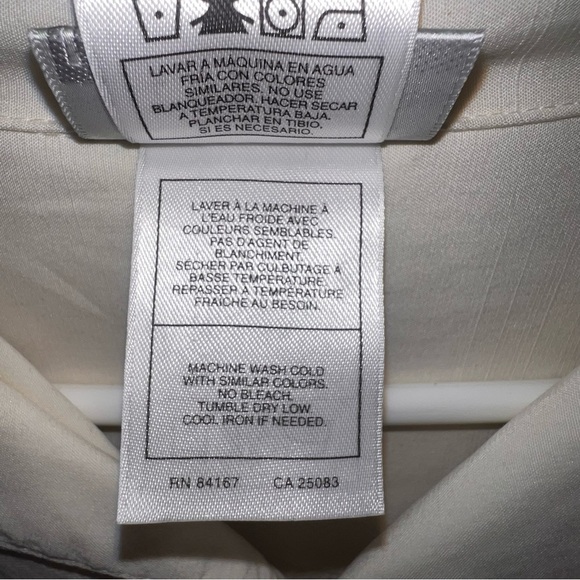 LAVAR A MÁQUINA EN AGUA
FRÍA CON COLORES
SIMILARES. NO USE
BLANQUEADOR. HACER SECAR
A TEMPERATURA BAJA.
PLANCHAR EN TIBIO.
SI ES NECESARIO.
LAVER À LA MACHINE À
L'EAU FROIDE AVEC
COULEURS SEMBLABLES.
PAS D'AGENT DE
BLANCHIMENT.
SÉCHER PAR CULBUTAGE À
BASSE TEMPÉRATURE.
REPASSER À TEMPÉRATURE
FRAICHE AU BESOIN.
MACHINE WASH COLD
WITH SIMILAR COLORS.
NO BLEACH.
TUMBLE DRY LOW.
COOL IRON IF NEEDED.
RN 84167 CA 25083